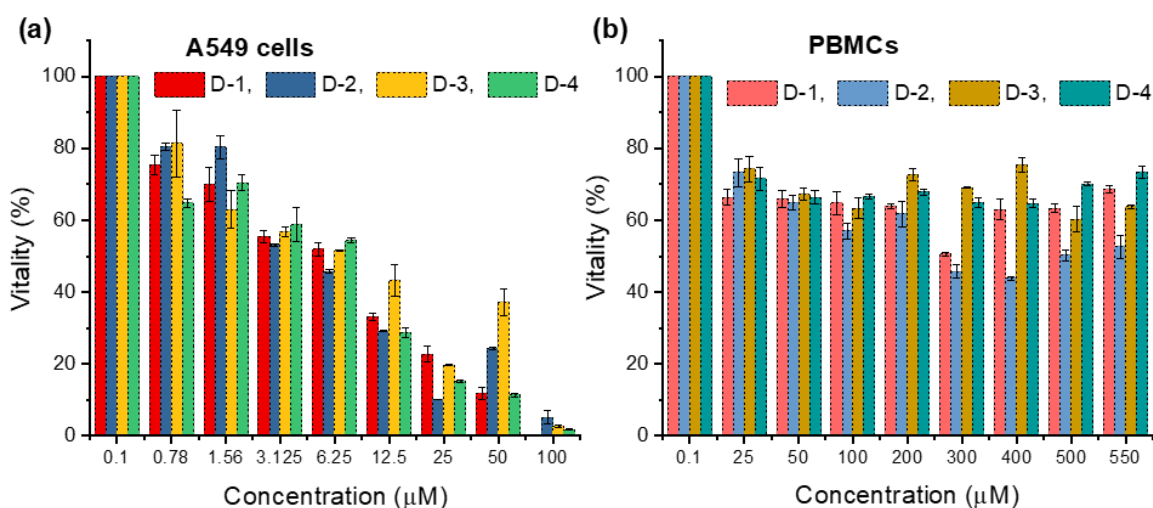 (a)
A549 cells
D-1, D-2, D-3, D-4
Vitality (%)
100
80
60
40
20
0
0.1 0.78 1.56 3.125 6.25 12.5 25 50 100
Concentration (μM)
(b)
PBMCs
D-1, D-2, D-3, D-4
Vitality (%)
100
80
60
40
20
0
0.1 25 50 100 200 300 400 500 550
Concentration (μM)